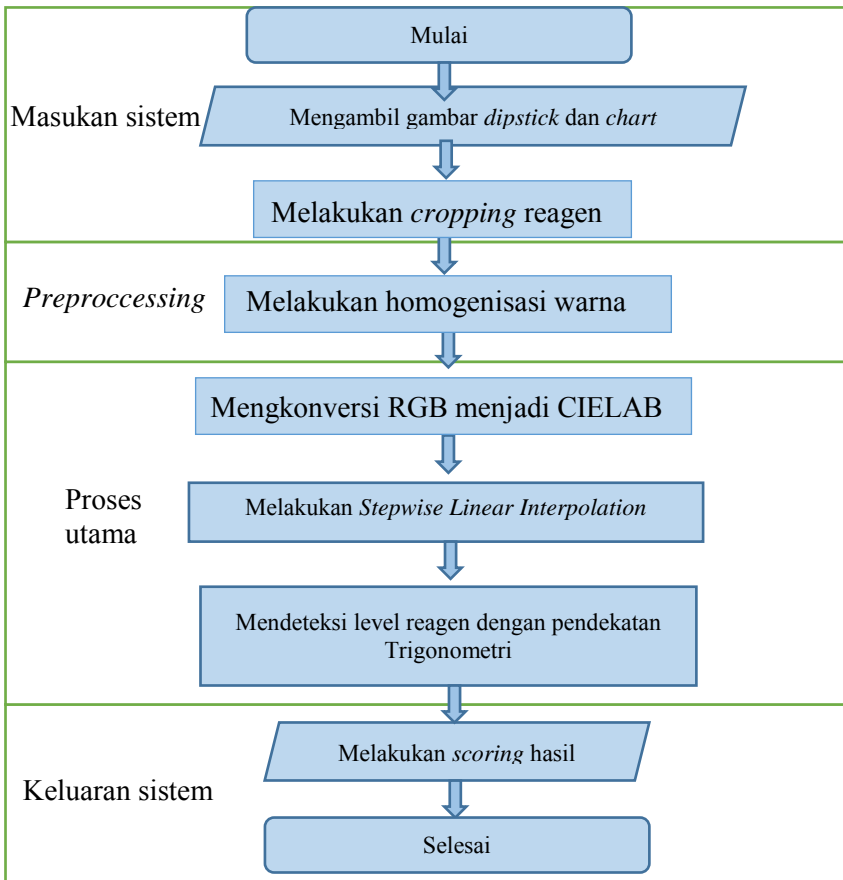 Mulai
Masukan sistem
Mengambil gambar dipstick dan chart
Melakukan cropping reagen
Preproccessing
Melakukan homogenisasi warna
Mengkonversi RGB menjadi CIELAB
Proses
utama
Melakukan Stepwise Linear Interpolation
Mendeteksi level reagen dengan pendekatan
Trigonometri
Melakukan scoring hasil
Keluaran sistem
Selesai